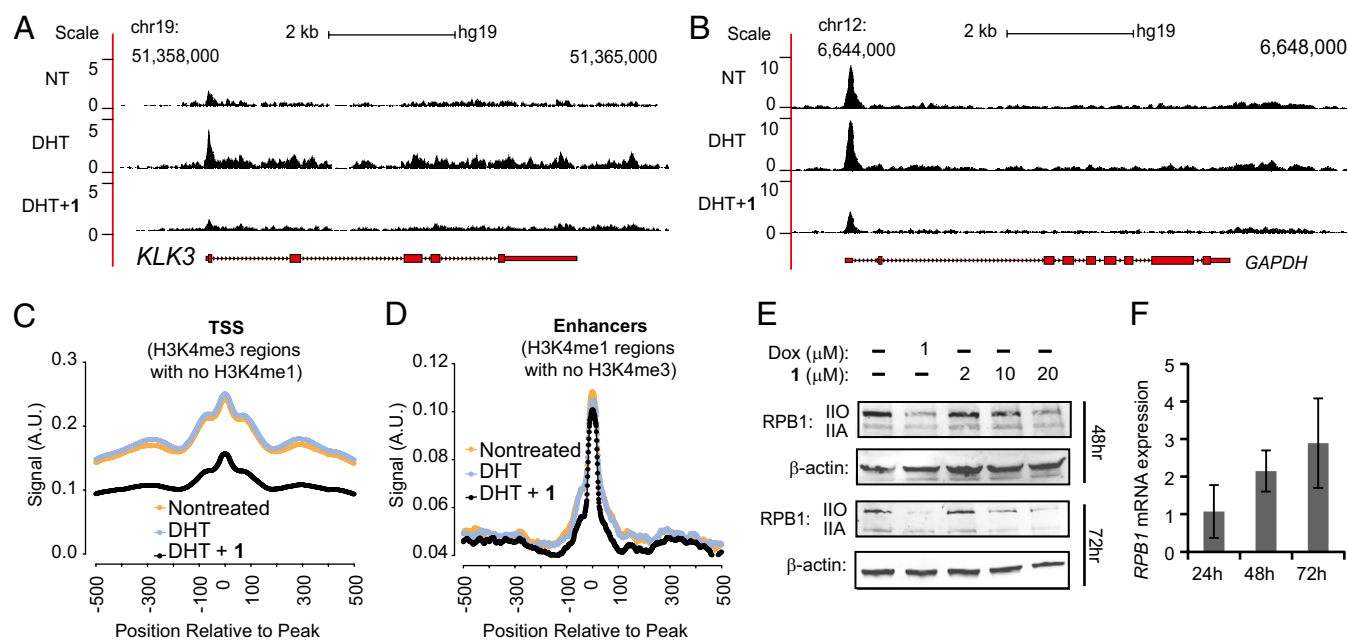 A
Scale
chr19:
51,358,000
2 kb
hg19
51,365,000
NT
5
0
DHT
5
0
DHT+1
5
0
KLK3
B
Scale
chr12:
6,644,000
2 kb
hg19
6,648,000
NT
10
0
DHT
10
0
DHT+1
10
0
GAPDH
C
TSS
(H3K4me3 regions
with no H3K4me1)
Signal (A.U.)
0.3
0.2
0.1
0.0
Nontreated
DHT
DHT + 1
-500
-300
-100
0
100
300
500
Position Relative to Peak
D
Enhancers
(H3K4me1 regions
with no H3K4me3)
Signal (A.U.)
0.12
0.10
0.08
0.06
0.04
Nontreated
DHT
DHT + 1
-500
-300
-100
0
100
300
500
Position Relative to Peak
E
Dox (μM): – 1 – – –
1 (μM): – – 2 10 20
RPB1: IIO
IIA
β-actin:
48hr
RPB1: IIO
IIA
β-actin:
72hr
F
RPB1 mRNA expression
5
4
3
2
1
0
24h 48h 72h